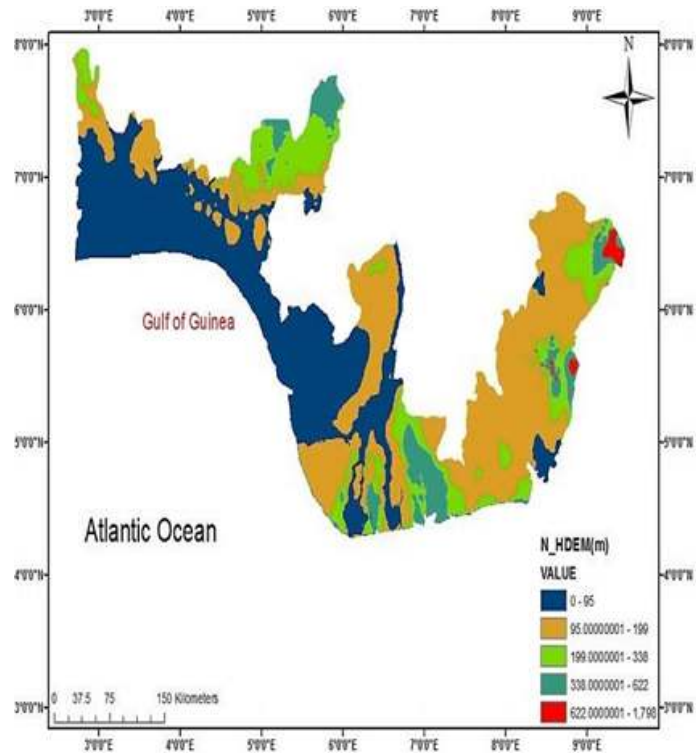 3°0'0"E 4°0'0"E 5°0'0"E 6°0'0"E 7°0'0"E 8°0'0"E 9°0'0"E
8°0'0"N 8°0'0"N
N
7°0'0"N 7°0'0"N
6°0'0"N 6°0'0"N
Gulf of Guinea
5°0'0"N 5°0'0"N
Atlantic Ocean
N_HDEM(m)
VALUE
4°0'0"N 4°0'0"N
0 - 95
95.00000001 - 199
199.0000001 - 338
338.0000001 - 622
622.0000001 - 1,798
0 37.5 75 150 Kilometers
3°0'0"N 3°0'0"N
3°0'0"E 4°0'0"E 5°0'0"E 6°0'0"E 7°0'0"E 8°0'0"E 9°0'0"E